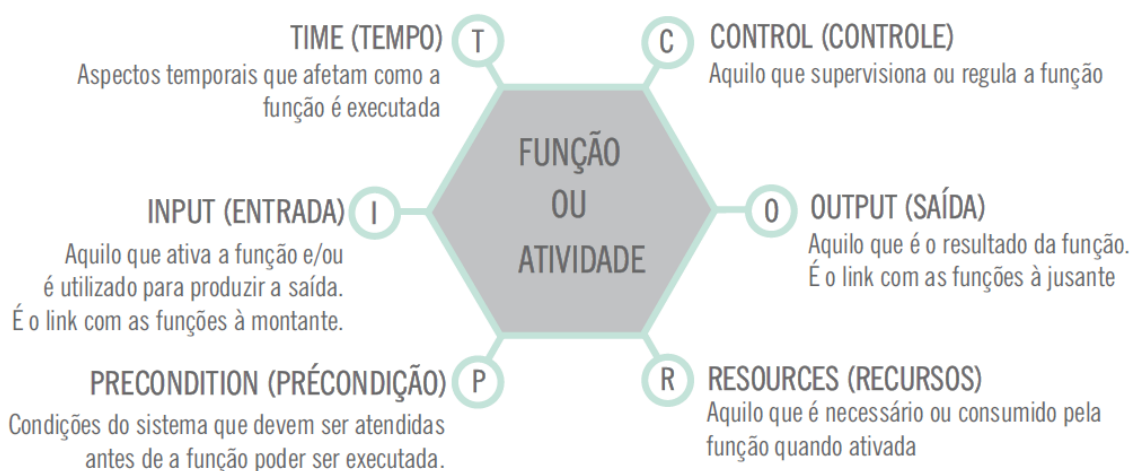 TIME (TEMPO)
T
Aspectos temporais que afetam como a
função é executada
C
CONTROL (CONTROLE)
Aquilo que supervisiona ou regula a função
FUNÇÃO
OU
ATIVIDADE
INPUT (ENTRADA)
I
Aquilo que ativa a função e/ou
é utilizado para produzir a saída.
É o link com as funções à montante.
O
OUTPUT (SAÍDA)
Aquilo que é o resultado da função.
É o link com as funções à jusante
PRECONDITION (PRÉCONDIÇÃO)
P
Condições do sistema que devem ser atendidas
antes de a função poder ser executada.
R
RESOURCES (RECURSOS)
Aquilo que é necessário ou consumido pela
função quando ativada